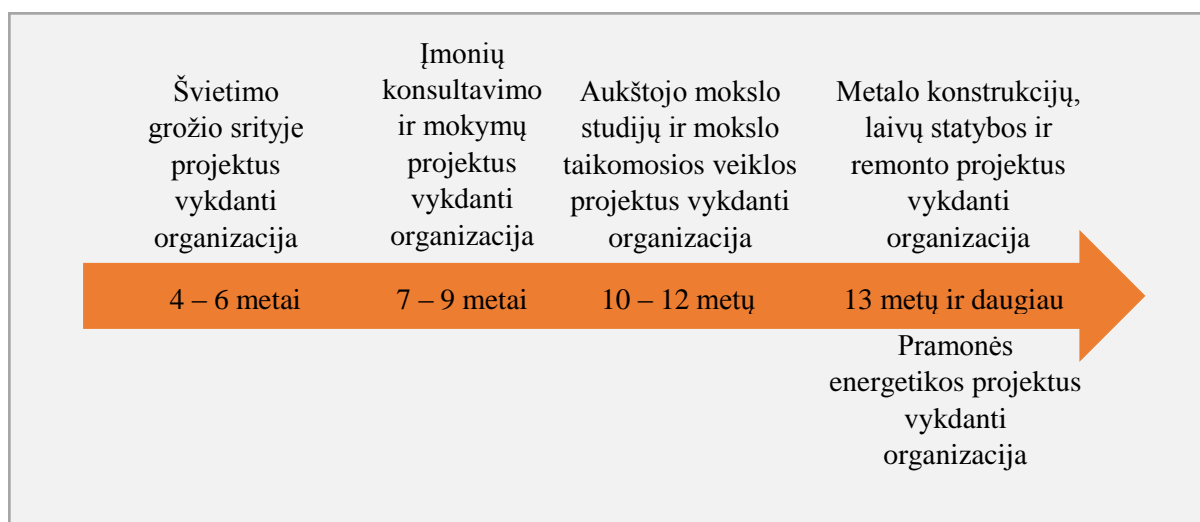 Švietimo
grožio srityje
projektus
vykdanti
organizacija
Įmonių
konsultavimo
ir mokymų
projektus
vykdanti
organizacija
Aukštojo mokslo
studijų ir mokslo
taikomosios veiklos
projektus vykdanti
organizacija
Metalo konstrukcijų,
laivų statybos ir
remonto projektus
vykdanti
organizacija
4 – 6 metai
7 – 9 metai
10 – 12 metų
13 metų ir daugiau
Pramonės
energetikos projektus
vykdanti
organizacija